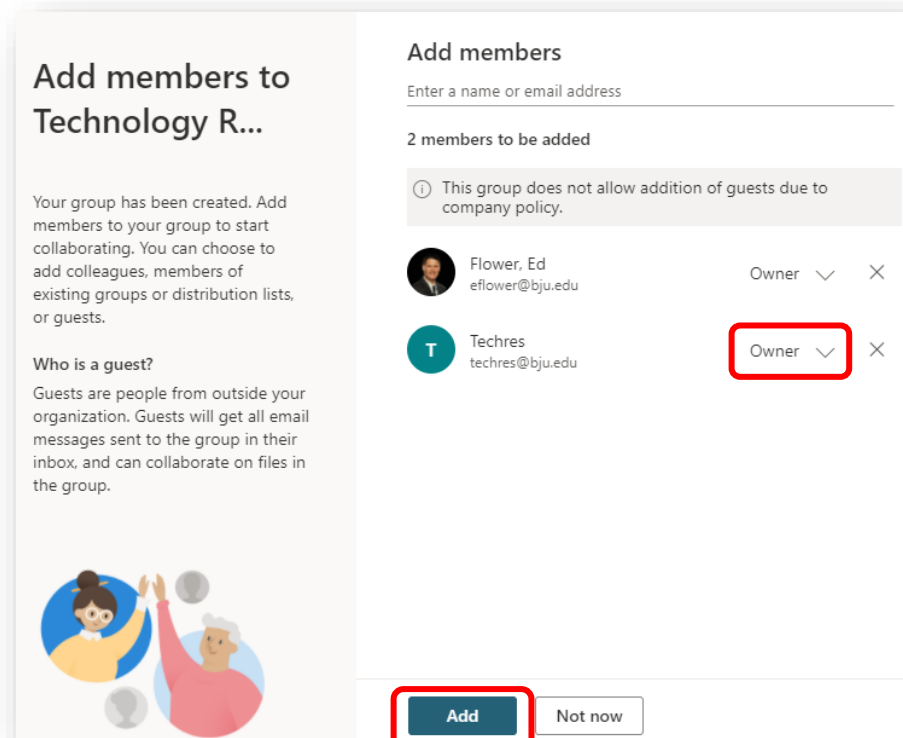 Add members to
Technology R...
Your group has been created. Add
members to your group to start
collaborating. You can choose to
add colleagues, members of
existing groups or distribution lists,
or guests.
Who is a guest?
Guests are people from outside your
organization. Guests will get all email
messages sent to the group in their
inbox, and can collaborate on files in
the group.
Add members
Enter a name or email address
2 members to be added
This group does not allow addition of guests due to
company policy.
Flower, Ed
eflower@bju.edu
Owner
T
Techres
techres@bju.edu
Owner
Add
Not now